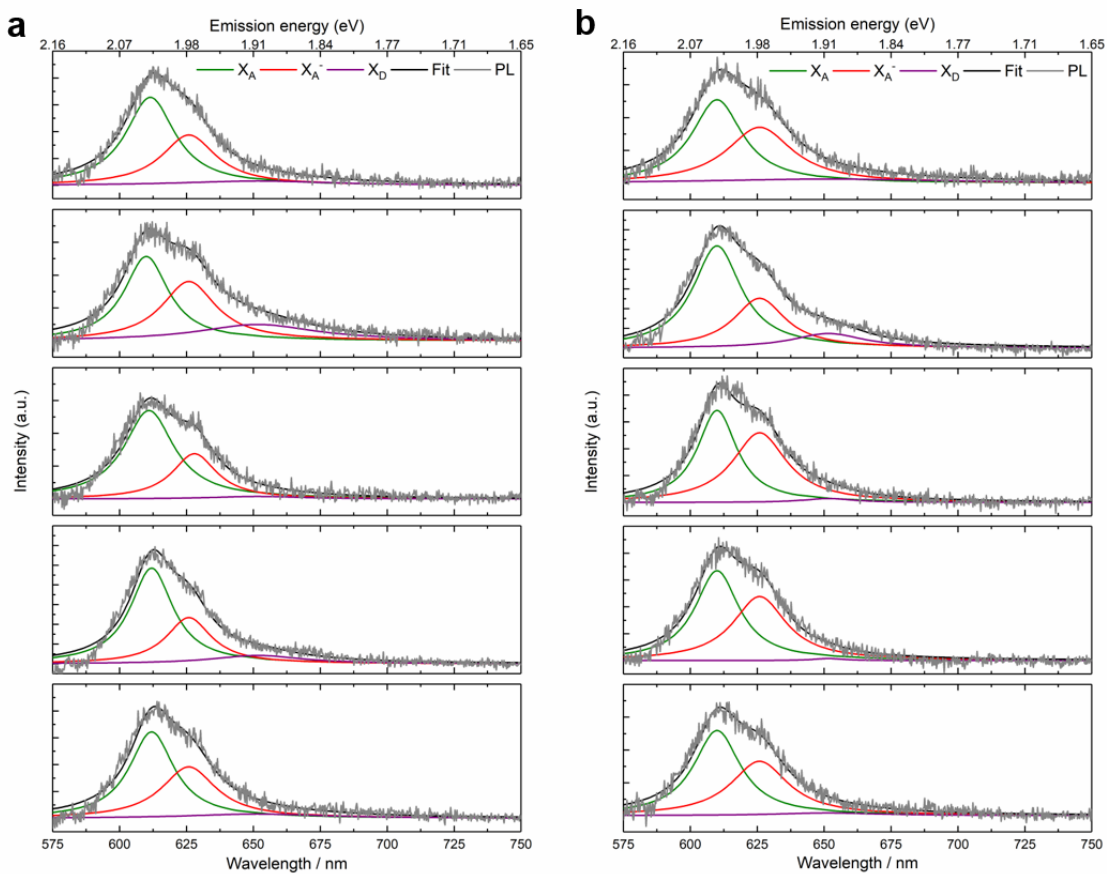 a
Emission energy (eV)
2.16 2.07 1.98 1.91 1.84 1.77 1.71 1.65
X_A X_A^- X_D Fit PL
Intensity (a.u.)
575 600 625 650 675 700 725 750
Wavelength / nm
b
Emission energy (eV)
2.16 2.07 1.98 1.91 1.84 1.77 1.71 1.65
X_A X_A^- X_D Fit PL
Intensity (a.u.)
575 600 625 650 675 700 725 750
Wavelength / nm